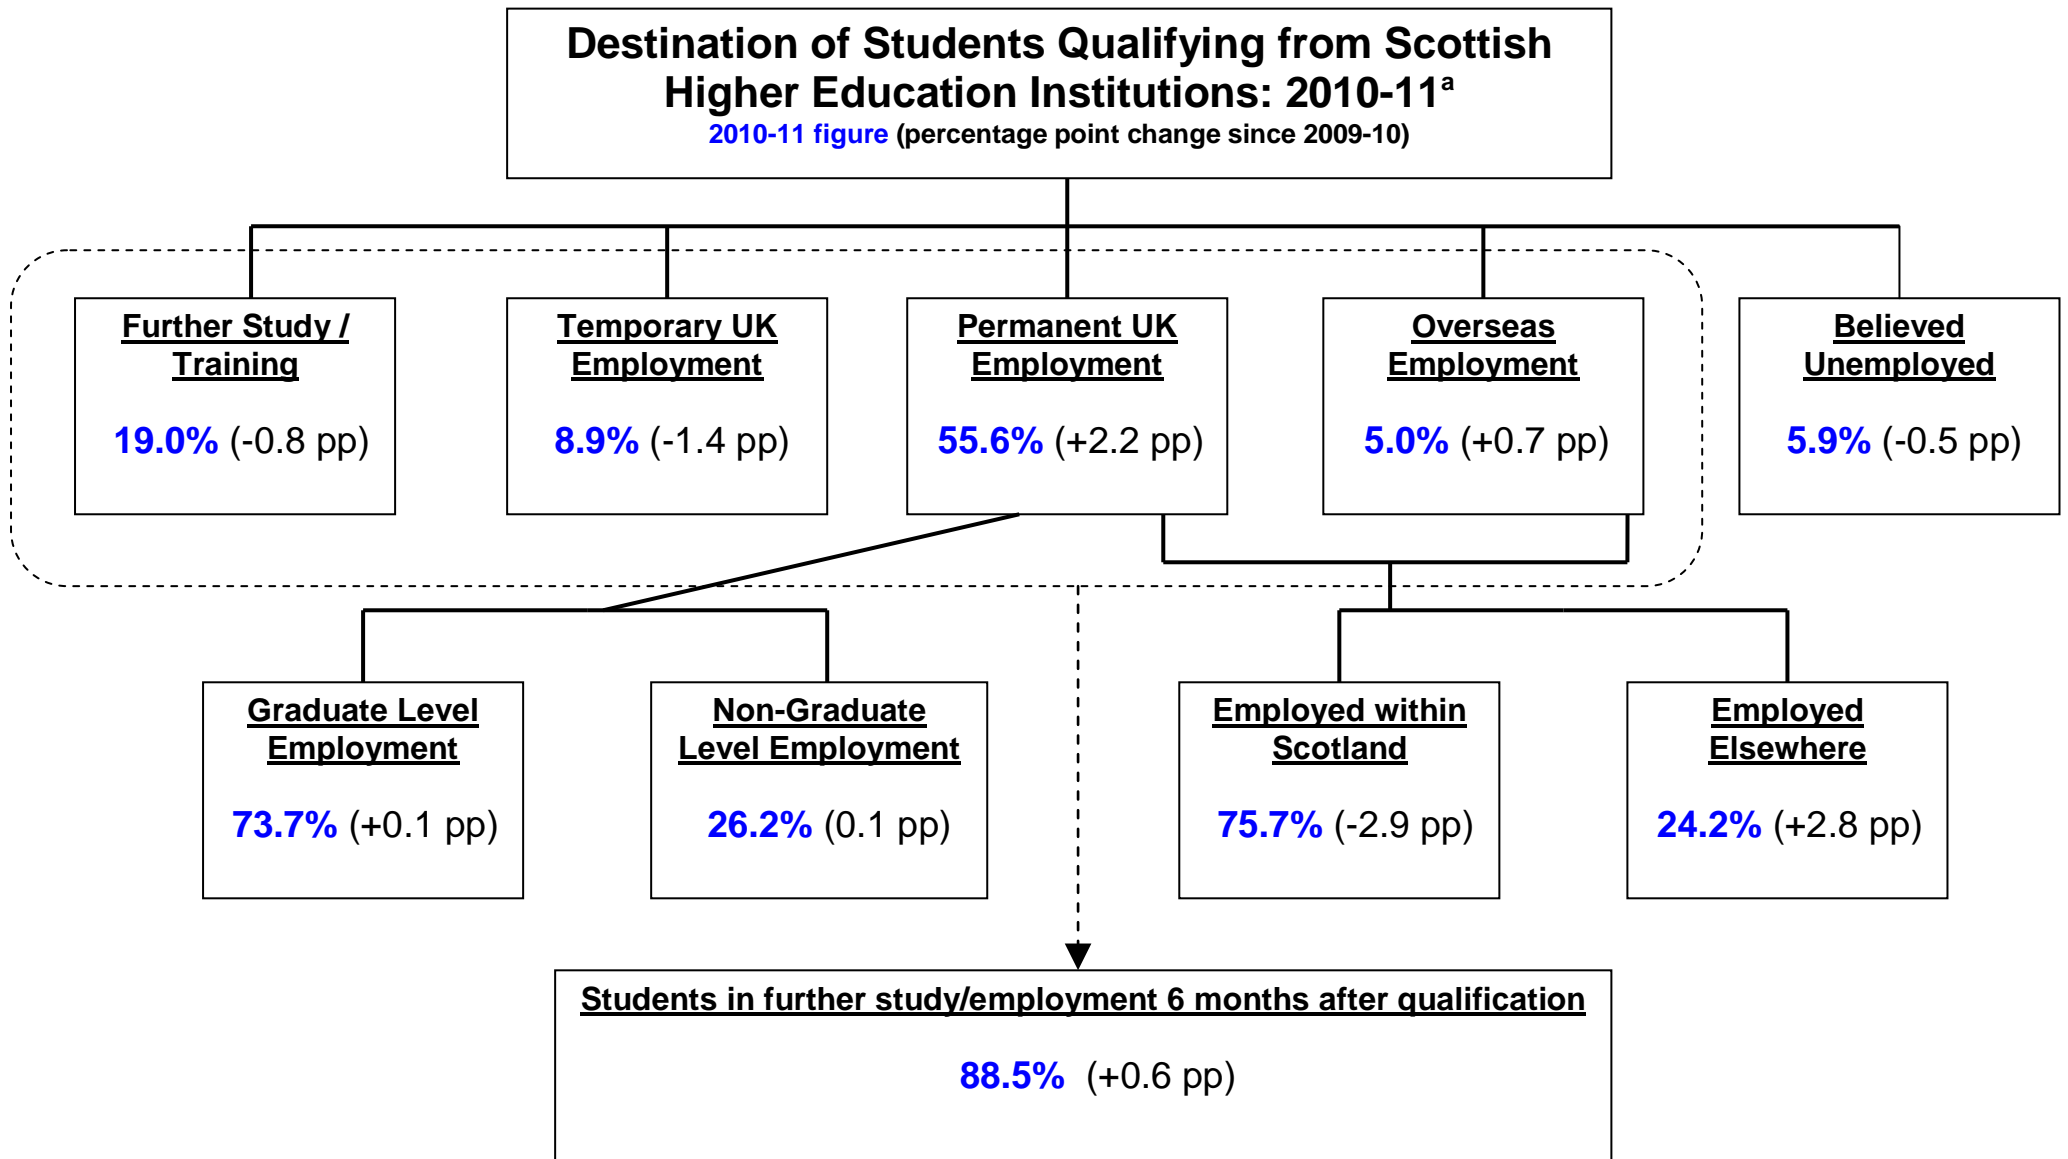 Destination of Students Qualifying from Scottish
Higher Education Institutions: 2010-11ª
2010-11 figure (percentage point change since 2009-10)
Further Study /
Training
19.0% (-0.8 pp)
Temporary UK
Employment
8.9% (-1.4 pp)
Permanent UK
Employment
55.6% (+2.2 pp)
Overseas
Employment
5.0% (+0.7 pp)
Believed
Unemployed
5.9% (-0.5 pp)
Graduate Level
Employment
73.7% (+0.1 pp)
Non-Graduate
Level Employment
26.2% (0.1 pp)
Employed within
Scotland
75.7% (-2.9 pp)
Employed
Elsewhere
24.2% (+2.8 pp)
Students in further study/employment 6 months after qualification
88.5% (+0.6 pp)